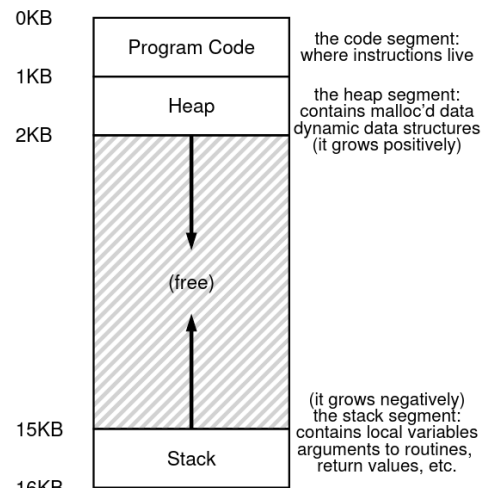 0KB
Program Code
the code segment:
where instructions live
1KB
Heap
the heap segment:
contains malloc'd data
dynamic data structures
(it grows positively)
2KB
(free)
(it grows negatively)
the stack segment:
contains local variables
arguments to routines,
return values, etc.
15KB
Stack
16KB